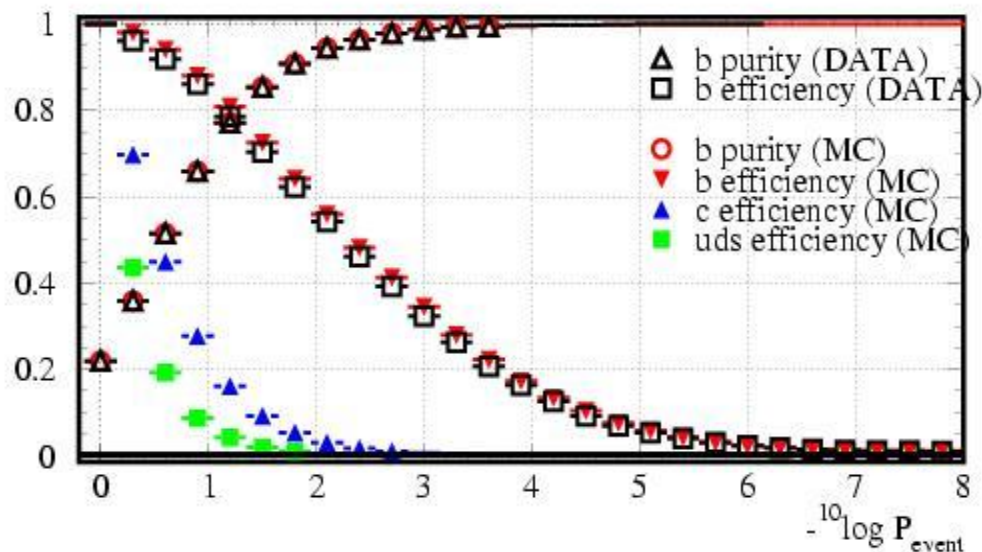 1
0.8
0.6
0.4
0.2
0
b purity (DATA)
b efficiency (DATA)
b purity (MC)
b efficiency (MC)
c efficiency (MC)
uds efficiency (MC)
0 1 2 3 4 5 6 7 8
- ¹⁰log P_event